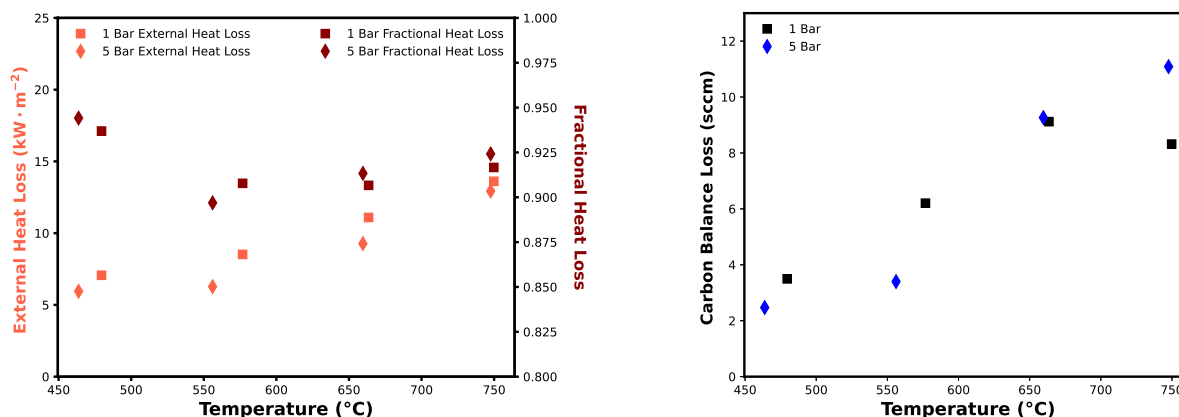 25
20
15
10
5
0
External Heat Loss (kW · m⁻²)
1 Bar External Heat Loss
5 Bar External Heat Loss
1 Bar Fractional Heat Loss
5 Bar Fractional Heat Loss
1.000
0.975
0.950
0.925
0.900
0.875
0.850
0.825
0.800
Fractional Heat Loss
450 500 550 600 650 700 750
Temperature (°C)
12
10
8
6
4
2
0
Carbon Balance Loss (sccm)
1 Bar
5 Bar
450 500 550 600 650 700 750
Temperature (°C)